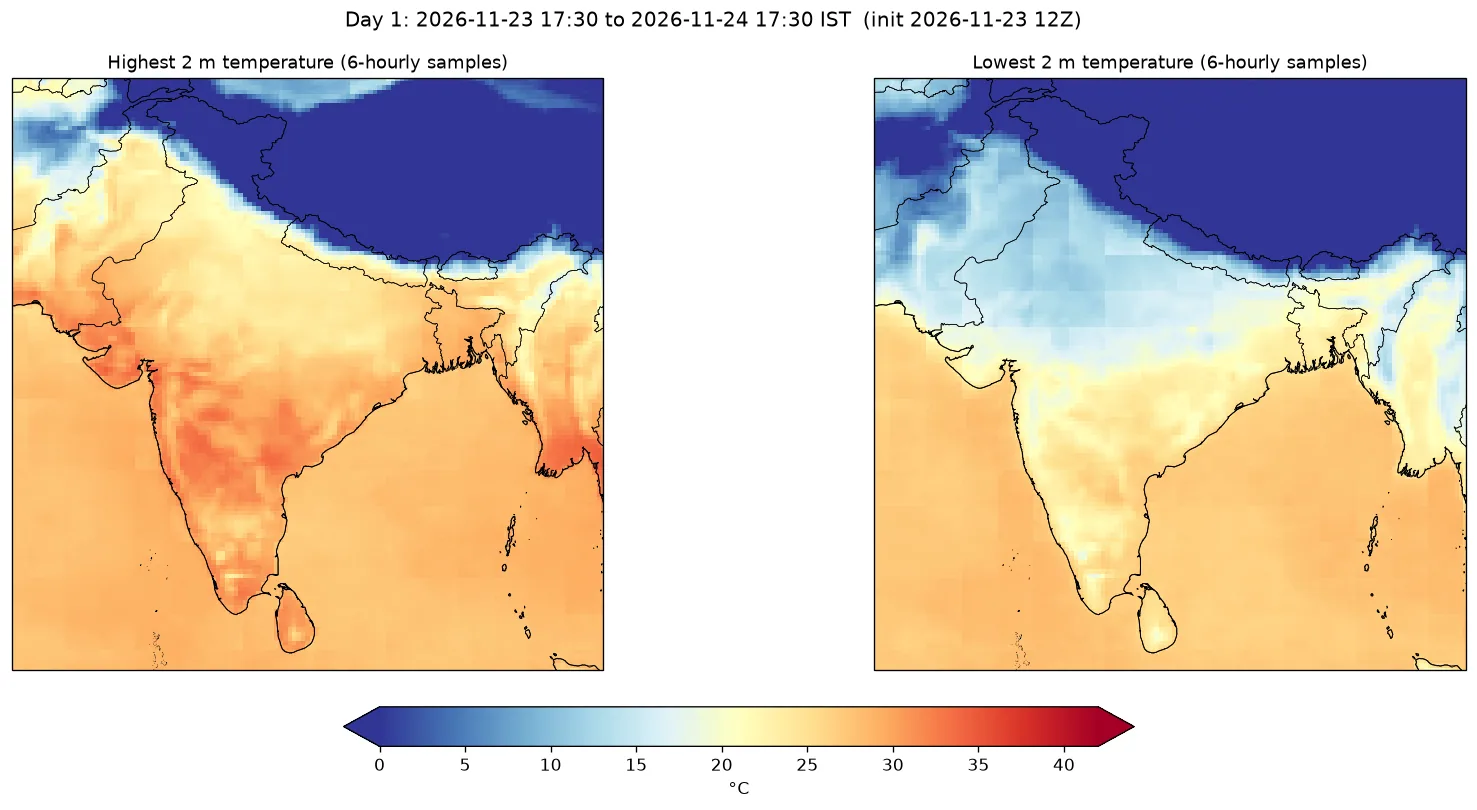 Day 1: 2026-11-23 17:30 to 2026-11-24 17:30 IST  (init 2026-11-23 12Z)
Highest 2 m temperature (6-hourly samples)
Lowest 2 m temperature (6-hourly samples)
0 5 10 15 20 25 30 35 40
°C